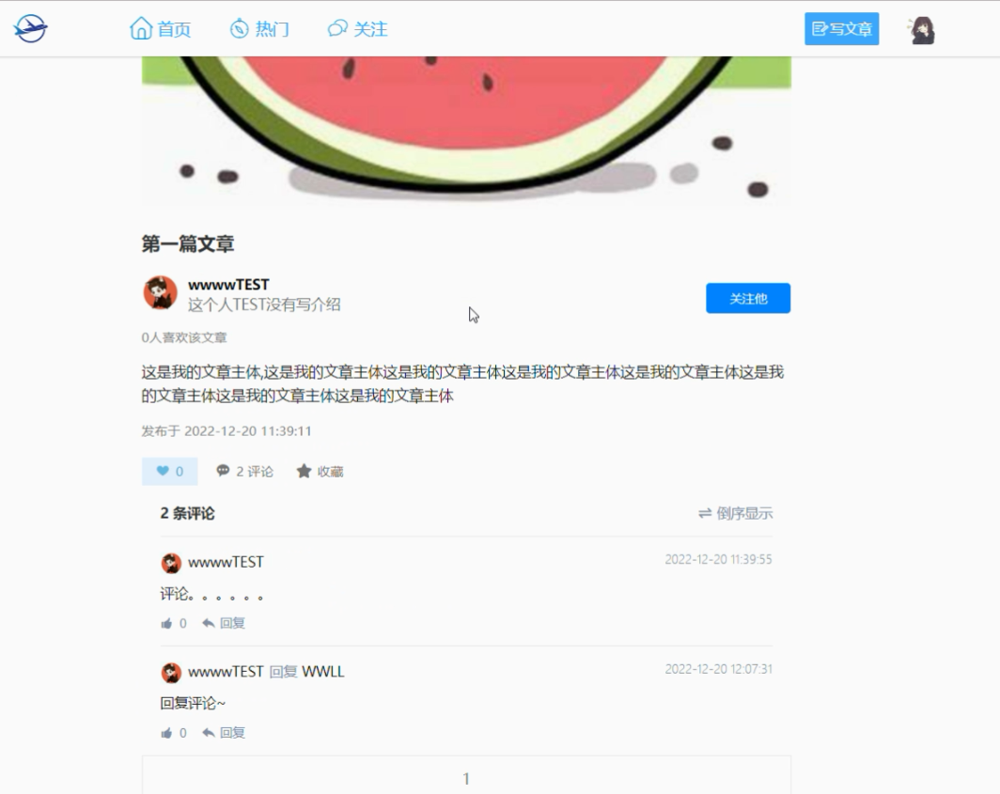 首页 热门 关注 写文章
第一篇文章
wwwwTEST
这个人TEST没有写介绍
关注他
0人喜欢该文章
这是我的文章主体,这是我的文章主体这是我的文章主体这是我的文章主体这是我的文章主体这是我
的文章主体这是我的文章主体这是我的文章主体
发布于 2022-12-20 11:39:11
0 2 评论 收藏
2 条评论 倒序显示
wwwwTEST 2022-12-20 11:39:55
评论。。。。。。
0 回复
wwwwTEST 回复 WWLL 2022-12-20 12:07:31
回复评论~
0 回复
1